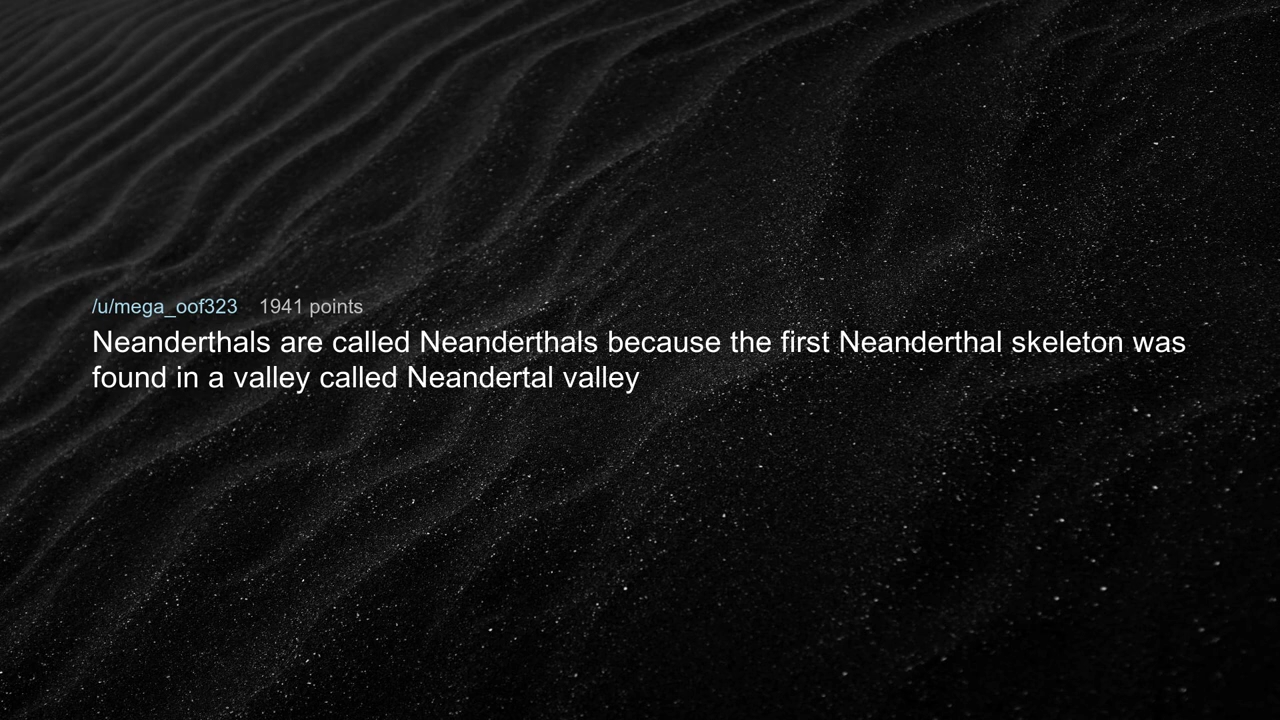 /u/mega_oof323 1941 points
Neanderthals are called Neanderthals because the first Neanderthal skeleton was
found in a valley called Neandertal valley